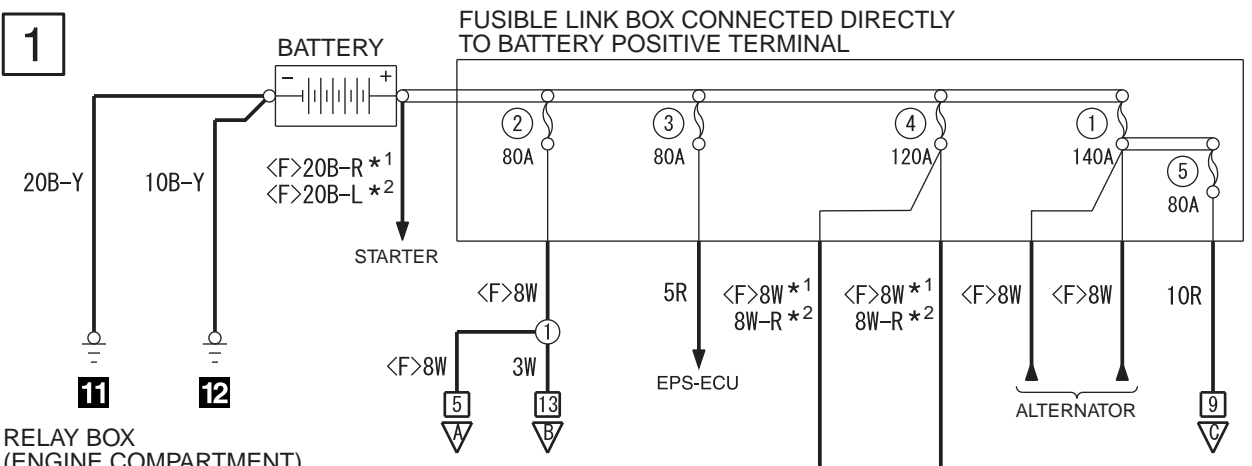 1
FUSIBLE LINK BOX CONNECTED DIRECTLY
TO BATTERY POSITIVE TERMINAL
BATTERY
- +
2
80A
3
80A
4
120A
1
140A
5
80A
20B-Y
10B-Y
<F>20B-R *1
<F>20B-L *2
STARTER
<F>8W
5R
<F>8W *1
8W-R *2
<F>8W *1
8W-R *2
<F>8W
<F>8W
10R
1
<F>8W
3W
EPS-ECU
ALTERNATOR
11
12
5
13
9
A
B
C
RELAY BOX
(ENGINE COMPARTMENT)